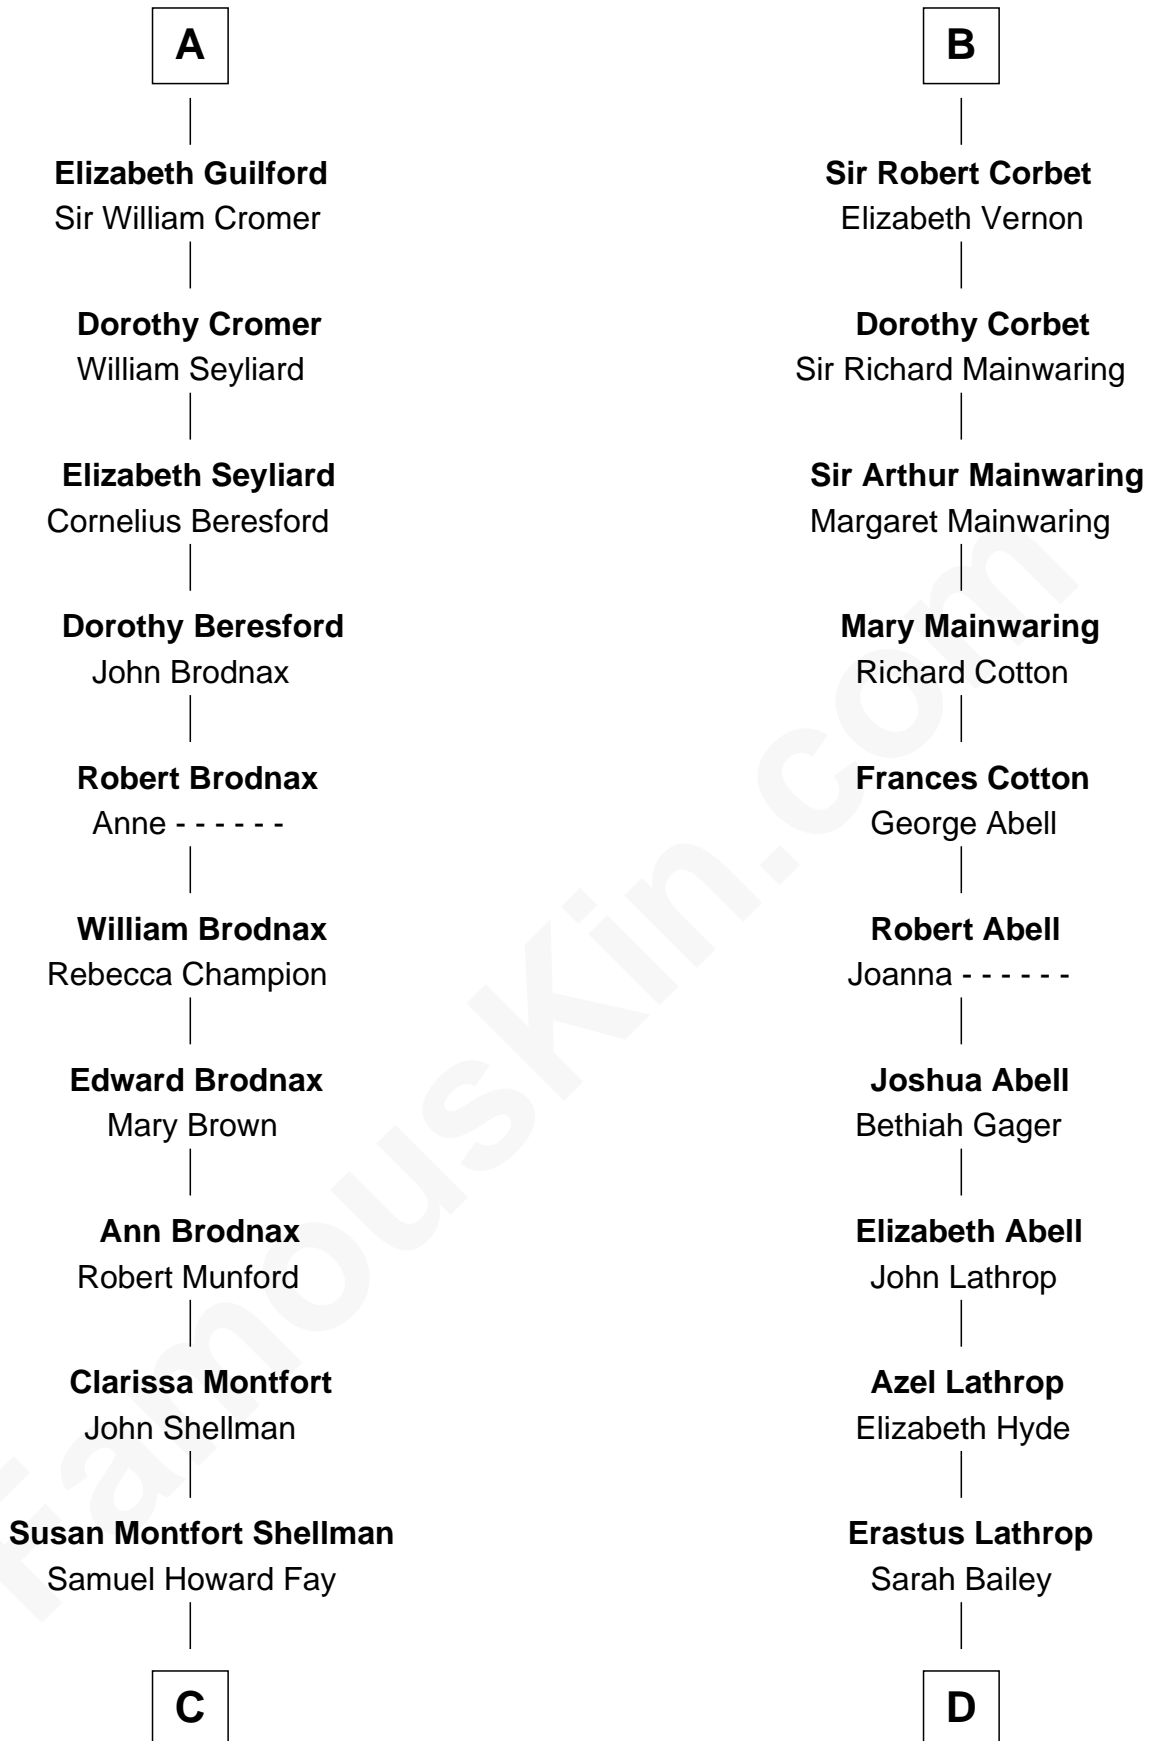 A
Elizabeth Guilford
Sir William Cromer
Dorothy Cromer
William Seyliard
Elizabeth Seyliard
Cornelius Beresford
Dorothy Beresford
John Brodnax
Robert Brodnax
Anne - - - - - -
William Brodnax
Rebecca Champion
Edward Brodnax
Mary Brown
Ann Brodnax
Robert Munford
Clarissa Montfort
John Shellman
Susan Montfort Shellman
Samuel Howard Fay
C
B
Sir Robert Corbet
Elizabeth Vernon
Dorothy Corbet
Sir Richard Mainwaring
Sir Arthur Mainwaring
Margaret Mainwaring
Mary Mainwaring
Richard Cotton
Frances Cotton
George Abell
Robert Abell
Joanna - - - - - -
Joshua Abell
Bethiah Gager
Elizabeth Abell
John Lathrop
Azel Lathrop
Elizabeth Hyde
Erastus Lathrop
Sarah Bailey
D
FamousKin.com